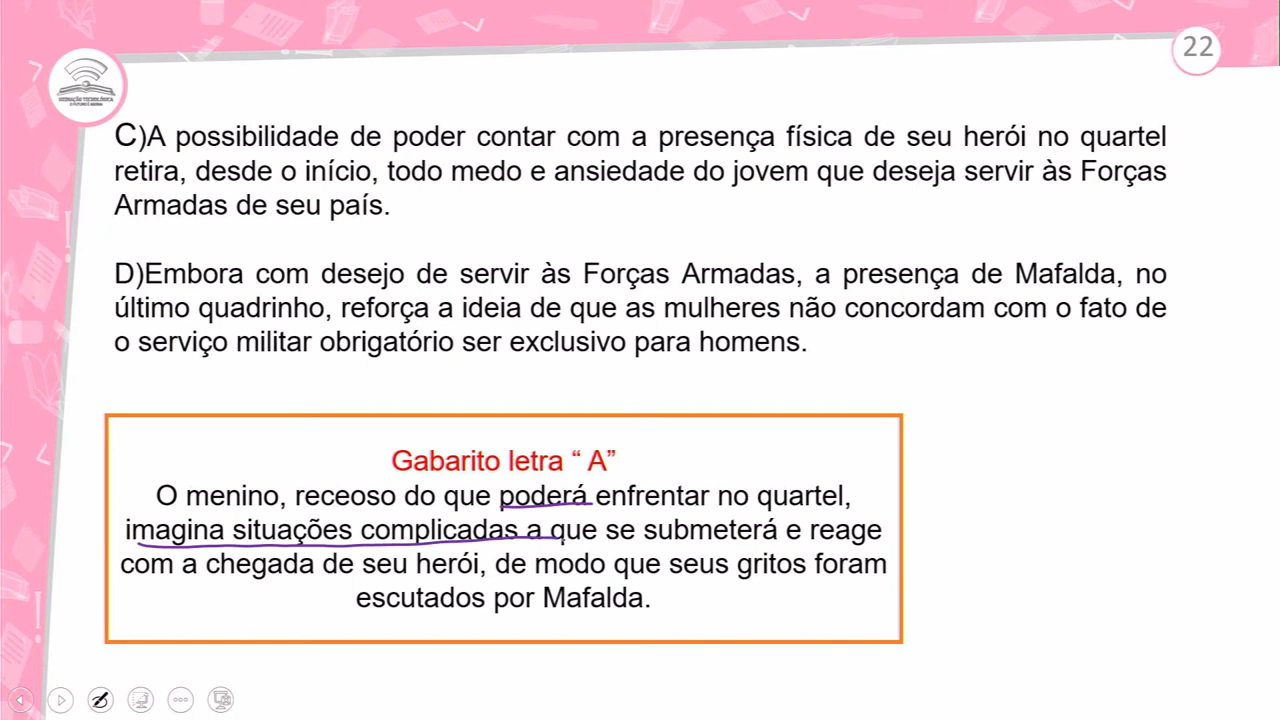 22
MEDIAÇÃO TECNOLÓGICA
O FUTURO É AGORA
C)A possibilidade de poder contar com a presença física de seu herói no quartel
retira, desde o início, todo medo e ansiedade do jovem que deseja servir às Forças
Armadas de seu país.
D)Embora com desejo de servir às Forças Armadas, a presença de Mafalda, no
último quadrinho, reforça a ideia de que as mulheres não concordam com o fato de
o serviço militar obrigatório ser exclusivo para homens.
Gabarito letra “ A”
O menino, receoso do que poderá enfrentar no quartel,
imagina situações complicadas a que se submeterá e reage
com a chegada de seu herói, de modo que seus gritos foram
escutados por Mafalda.